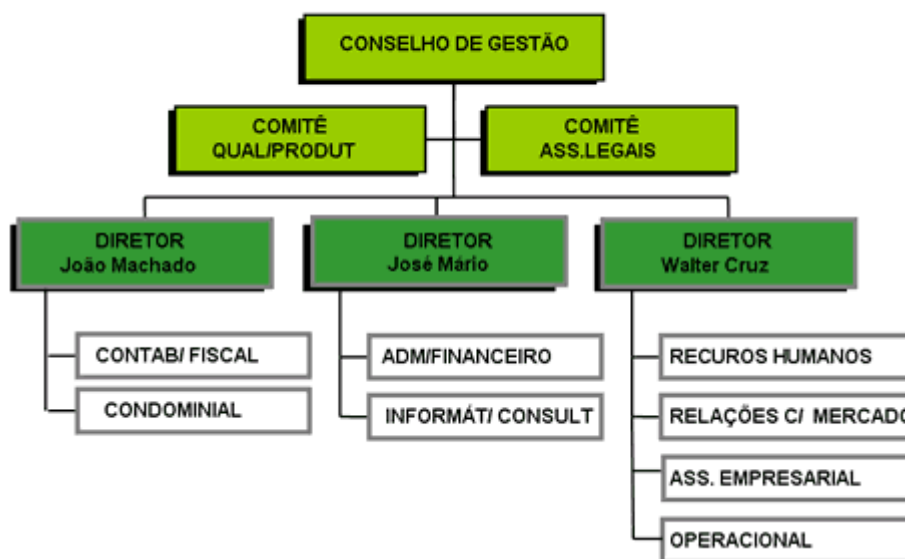 CONSELHO DE GESTÃO
COMITÊ
QUAL/PRODUT
COMITÊ
ASS.LEGAIS
DIRETOR
João Machado
DIRETOR
José Mário
DIRETOR
Walter Cruz
CONTAB/ FISCAL
CONDOMINIAL
ADM/FINANCEIRO
INFORMÁT/ CONSULT
RECUROS HUMANOS
RELAÇÕES C/ MERCADO
ASS. EMPRESARIAL
OPERACIONAL